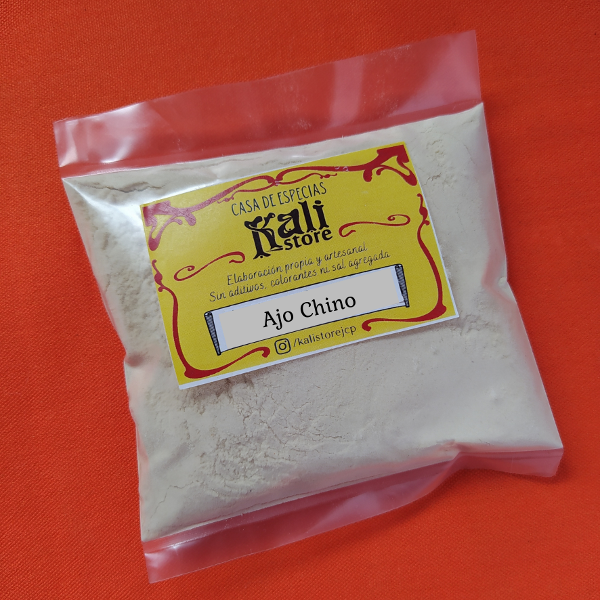 CASA DE ESPECIAS
Kali
store
Elaboración propia y artesanal
Sin aditivos, colorantes ni sal agregada
Ajo Chino
/kalistorejcp